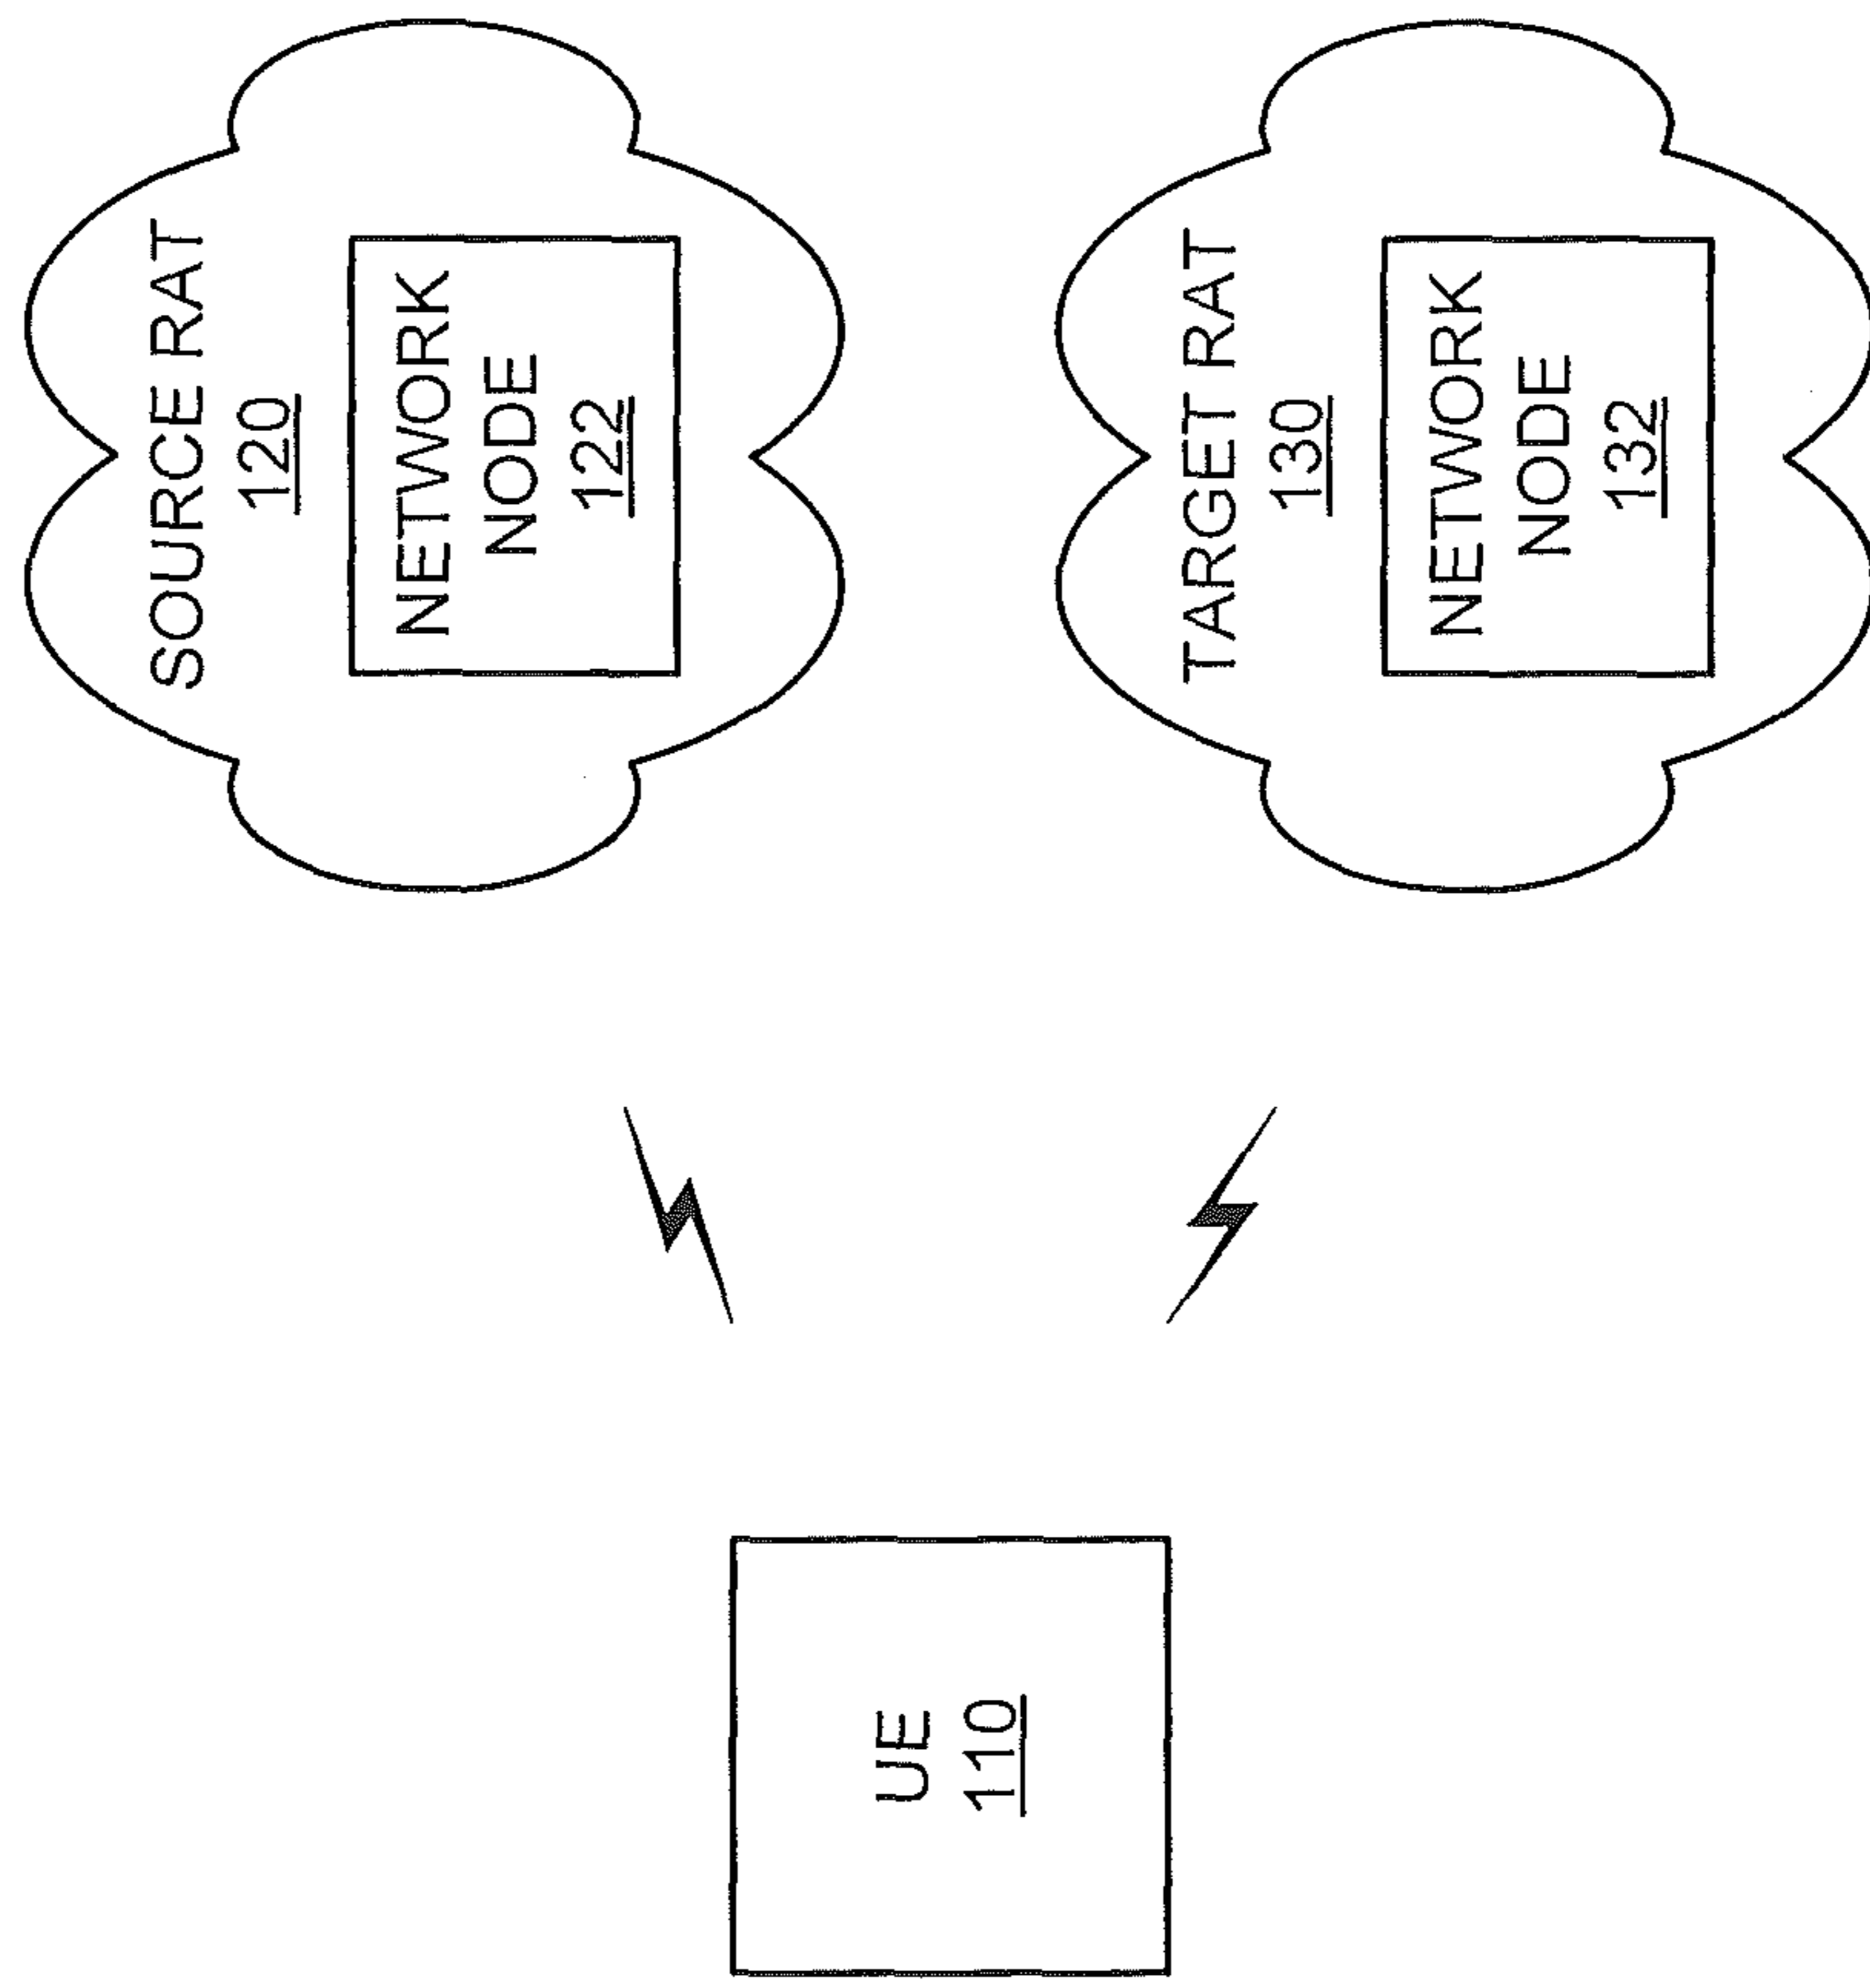 SOURCE RAT
120
NETWORK
NODE
122
UE
110
TARGET RAT
130
NETWORK
NODE
132